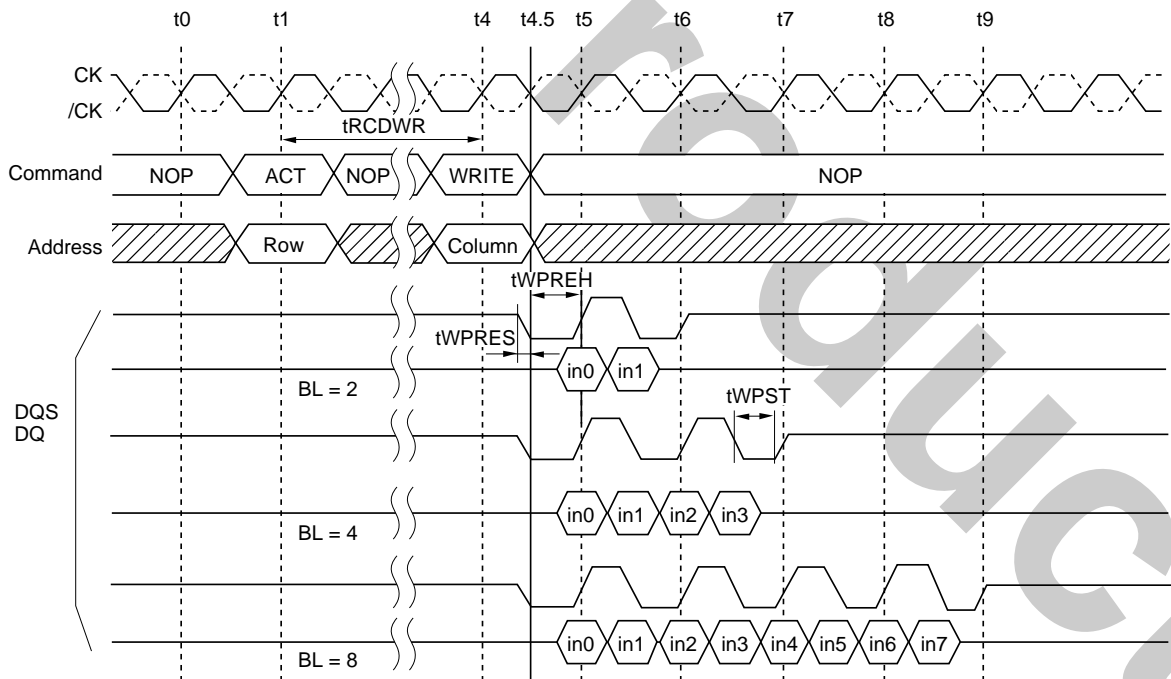 t0 t1 t4 t4.5 t5 t6 t7 t8 t9
CK
/CK
tRCDWR
Command NOP ACT NOP WRITE NOP
Address Row Column
tWPREH
tWPRES
in0 in1
BL = 2
tWPST
DQS
DQ
in0 in1 in2 in3
BL = 4
in0 in1 in2 in3 in4 in5 in6 in7
BL = 8
roduc